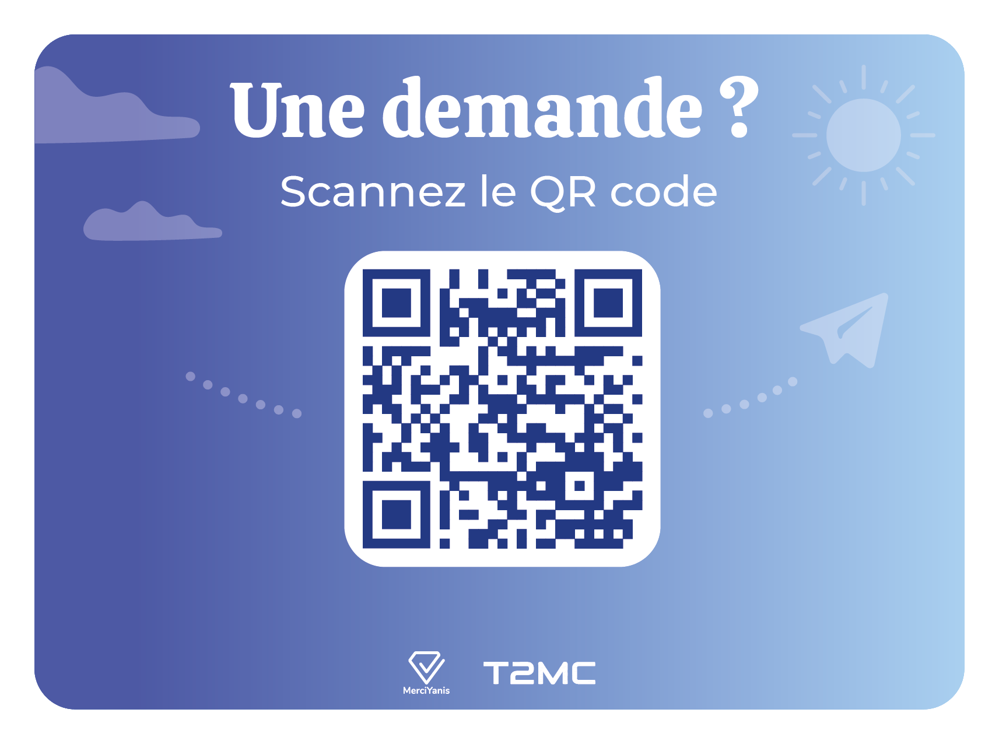 Une demande ?
Scannez le QR code
MerciYanis
T2MC